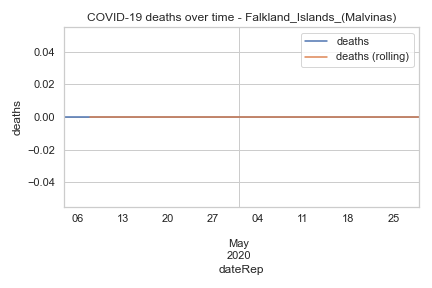 COVID-19 deaths over time - Falkland_Islands_(Malvinas)
deaths
deaths (rolling)
0.04
0.02
0.00
−0.02
−0.04
deaths
06 13 20 27 04 11 18 25
May
2020
dateRep